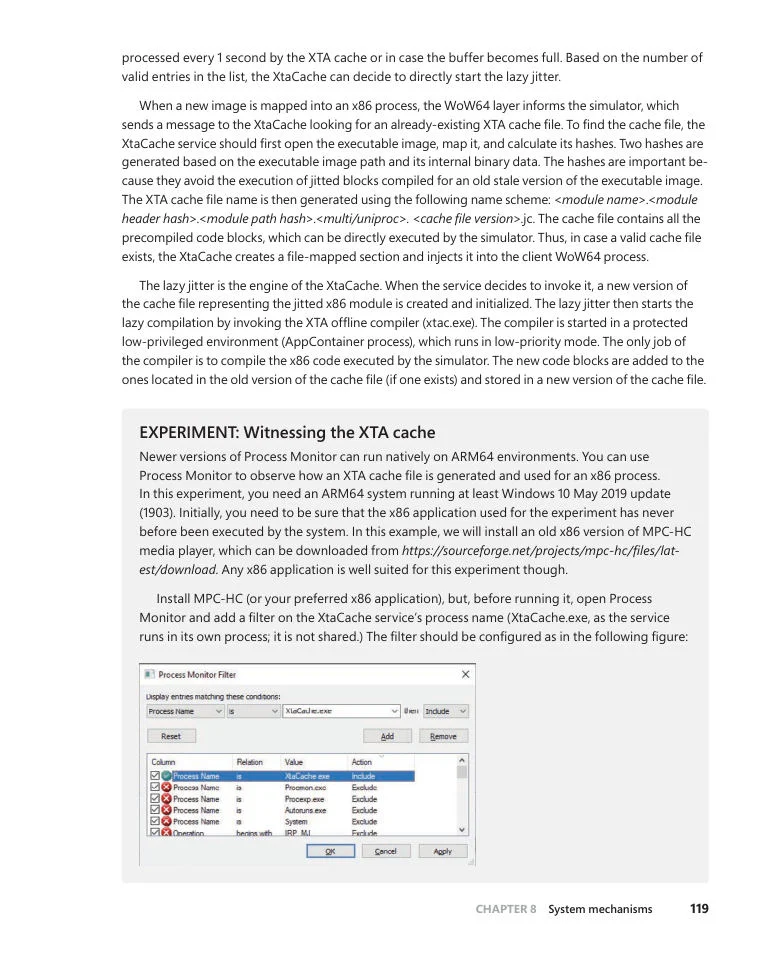 processed every 1 second by the XTA cache or in case the buffer becomes full. Based on the number of
valid entries in the list, the XtaCache can decide to directly start the lazy jitter.
When a new image is mapped into an x86 process, the WoW64 layer informs the simulator, which
sends a message to the XtaCache looking for an already-existing XTA cache file. To find the cache file, the
XtaCache service should first open the executable image, map it, and calculate its hashes. Two hashes are
generated based on the executable image path and its internal binary data. The hashes are important be-
cause they avoid the execution of jitted blocks compiled for an old stale version of the executable image.
The XTA cache file name is then generated using the following name scheme: <module name>.<module
header hash>.<module path hash>.<multi/uniproc>. <cache file version>.jc. The cache file contains all the
precompiled code blocks, which can be directly executed by the simulator. Thus, in case a valid cache file
exists, the XtaCache creates a file-mapped section and injects it into the client WoW64 process.
The lazy jitter is the engine of the XtaCache. When the service decides to invoke it, a new version of
the cache file representing the jitted x86 module is created and initialized. The lazy jitter then starts the
lazy compilation by invoking the XTA offline compiler (xtac.exe). The compiler is started in a protected
low-privileged environment (AppContainer process), which runs in low-priority mode. The only job of
the compiler is to compile the x86 code executed by the simulator. The new code blocks are added to the
ones located in the old version of the cache file (if one exists) and stored in a new version of the cache file.
EXPERIMENT: Witnessing the XTA cache
Newer versions of Process Monitor can run natively on ARM64 environments. You can use
Process Monitor to observe how an XTA cache file is generated and used for an x86 process.
In this experiment, you need an ARM64 system running at least Windows 10 May 2019 update
(1903). Initially, you need to be sure that the x86 application used for the experiment has never
before been executed by the system. In this example, we will install an old x86 version of MPC-HC
media player, which can be downloaded from https://sourceforge.net/projects/mpc-hc/files/lat-
est/download. Any x86 application is well suited for this experiment though.
Install MPC-HC (or your preferred x86 application), but, before running it, open Process
Monitor and add a filter on the XtaCache service's process name (XtaCache.exe, as the service
runs in its own process; it is not shared.) The filter should be configured as in the following figure:
Process Monitor Filter
Display entries matching these conditions:
Process Name is XtaCache.exe then Include
Reset Add Remove
Column Relation Value Action
Process Name is XtaCache.exe Include
Process Name is Procmon.exe Exclude
Process Name is Procexp.exe Exclude
Process Name is Autoruns.exe Exclude
Process Name is System Exclude
Operation begins with IRP_MJ_ Exclude
OK Cancel Apply
CHAPTER 8 System mechanisms 119